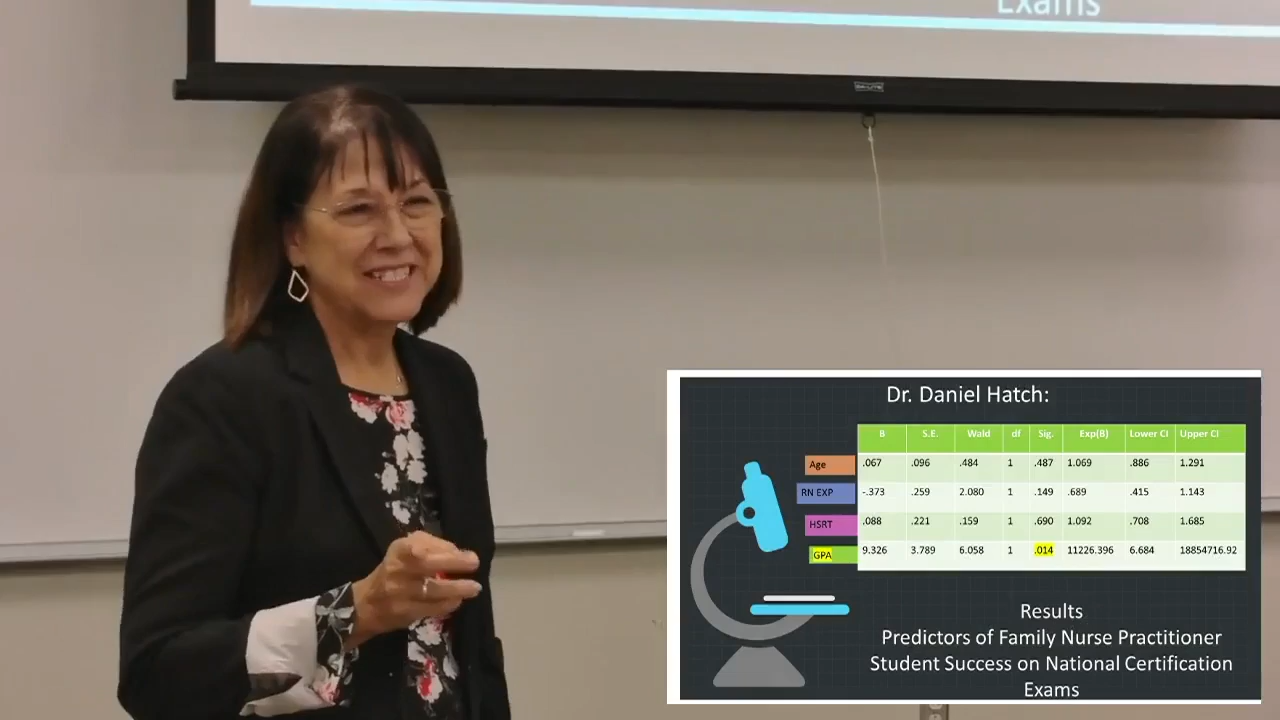 Exams
DA-LITE
Dr. Daniel Hatch:
B S.E. Wald df Sig. Exp(B) Lower CI Upper CI
Age .067 .096 .484 1 .487 1.069 .886 1.291
RN EXP -.373 .259 2.080 1 .149 .689 .415 1.143
HSRT .088 .221 .159 1 .690 1.092 .708 1.685
GPA 9.326 3.789 6.058 1 .014 11226.396 6.684 18854716.92
Results
Predictors of Family Nurse Practitioner
Student Success on National Certification
Exams